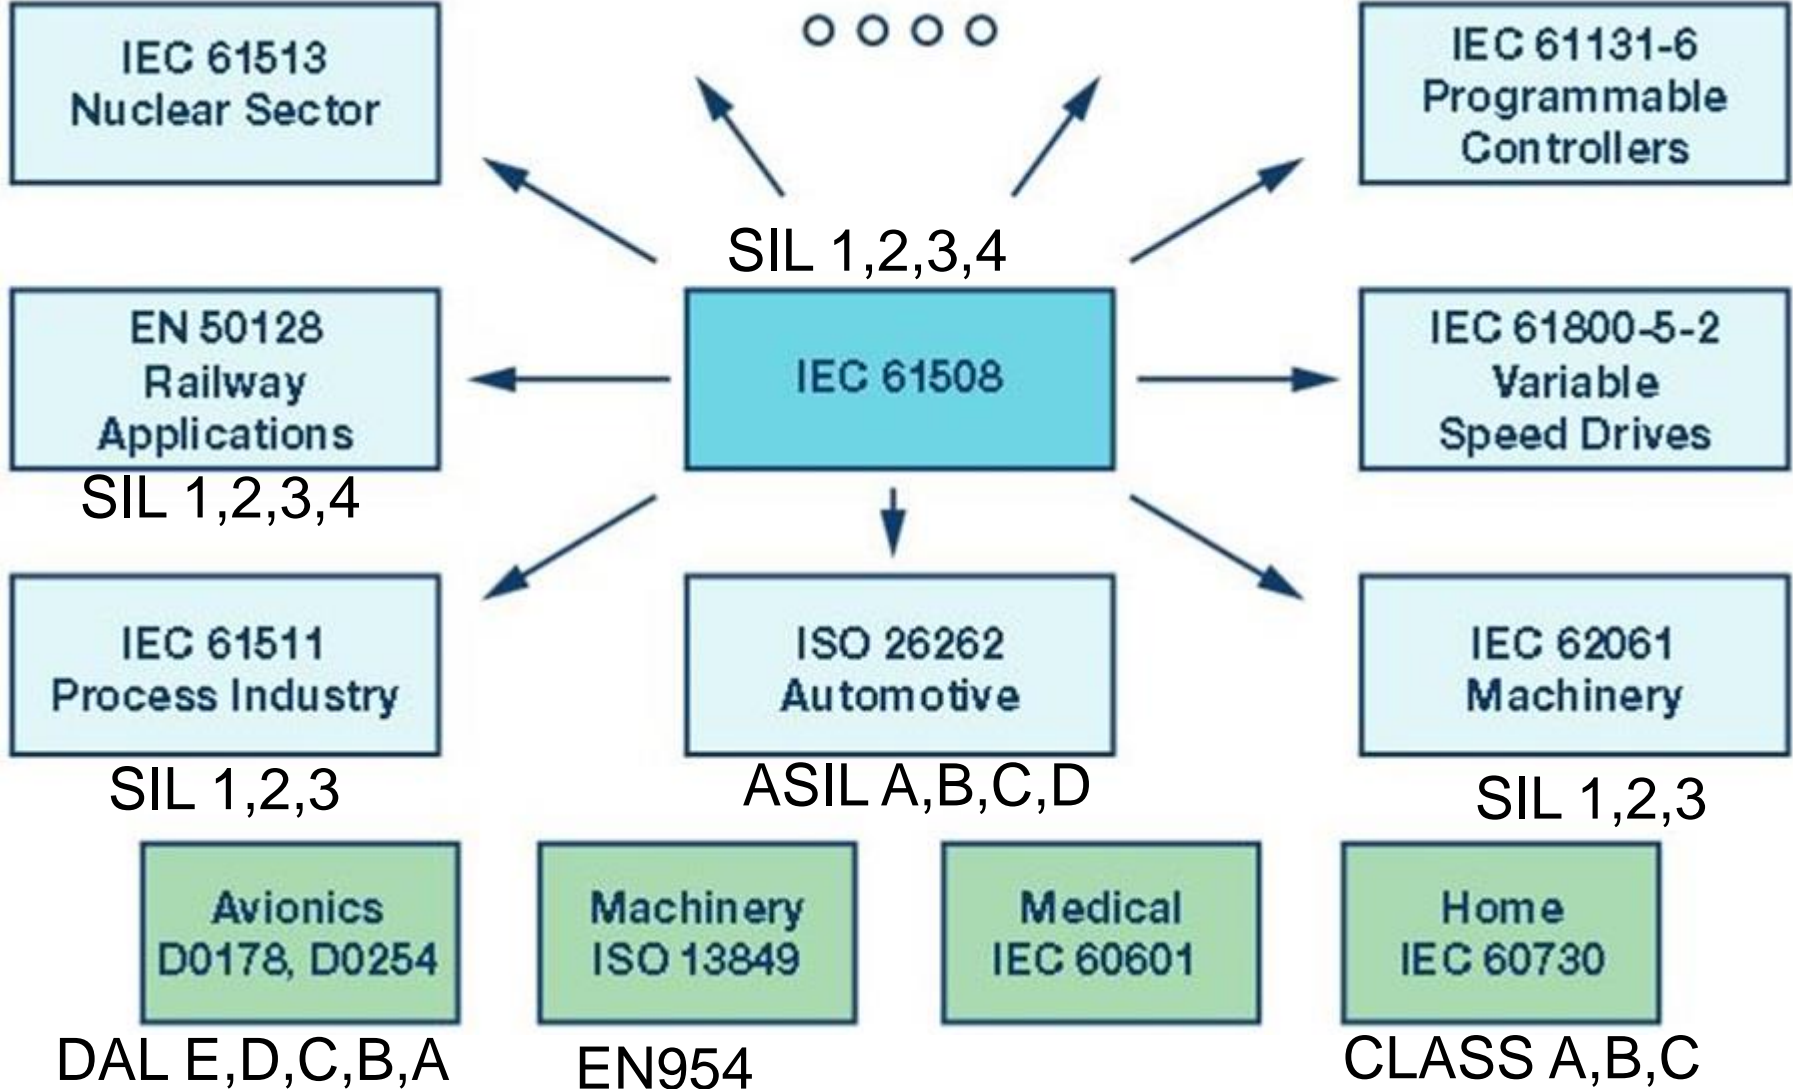 IEC 61513
Nuclear Sector
IEC 61131-6
Programmable
Controllers
SIL 1,2,3,4
EN 50128
Railway
Applications
SIL 1,2,3,4
IEC 61508
IEC 61800-5-2
Variable
Speed Drives
IEC 61511
Process Industry
SIL 1,2,3
ISO 26262
Automotive
ASIL A,B,C,D
IEC 62061
Machinery
SIL 1,2,3
Avionics
D0178, D0254
DAL E,D,C,B,A
Machinery
ISO 13849
EN954
Medical
IEC 60601
Home
IEC 60730
CLASS A,B,C